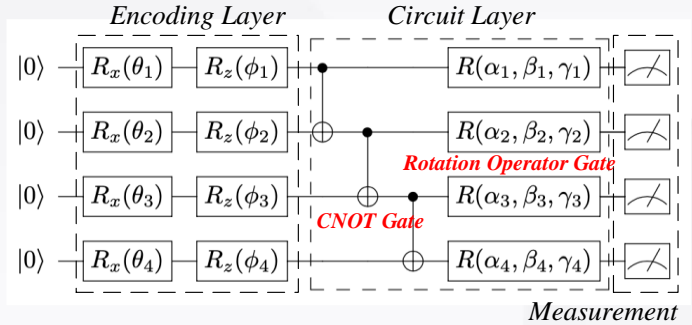 Encoding Layer Circuit Layer
|0⟩ Rx(θ1) Rz(ϕ1) R(α1, β1, γ1)
|0⟩ Rx(θ2) Rz(ϕ2) R(α2, β2, γ2)
Rotation Operator Gate
|0⟩ Rx(θ3) Rz(ϕ3) R(α3, β3, γ3)
CNOT Gate
|0⟩ Rx(θ4) Rz(ϕ4) R(α4, β4, γ4)
Measurement